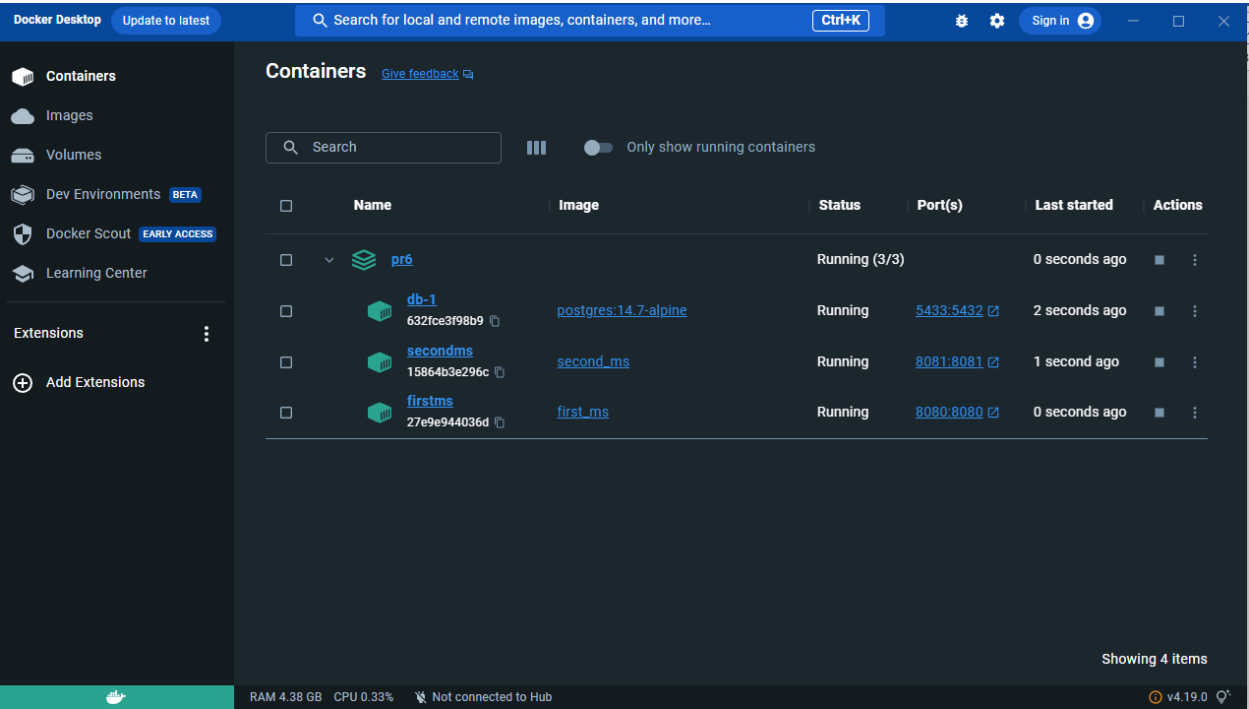 Docker Desktop Update to latest Search for local and remote images, containers, and more... Ctrl+K Sign in
Containers
Images
Volumes
Dev Environments BETA
Docker Scout EARLY ACCESS
Learning Center
Extensions
Add Extensions
Containers Give feedback
Search Only show running containers
Name Image Status Port(s) Last started Actions
pr6 Running (3/3) 0 seconds ago
db-1
632fce3f98b9 postgres:14.7-alpine Running 5433:5432 2 seconds ago
secondms
15864b3e296c second_ms Running 8081:8081 1 second ago
firstms
27e9e944036d first_ms Running 8080:8080 0 seconds ago
Showing 4 items
RAM 4.38 GB CPU 0.33% Not connected to Hub v4.19.0